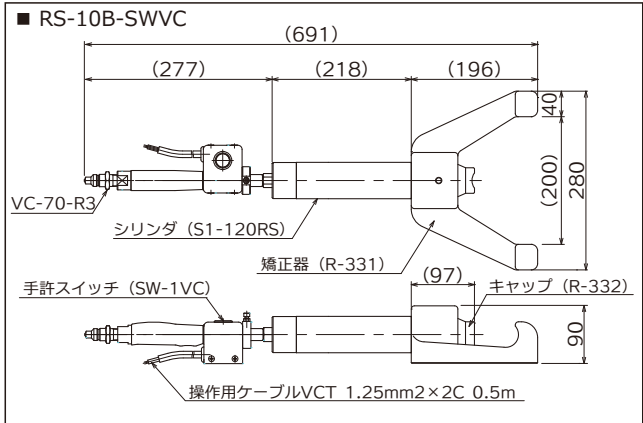 ■ RS-10B-SWVC
(691)
(277)
(218)
(196)
40
(200)
280
VC-70-R3
シリンダ（S1-120RS）
矯正器（R-331）
(97)
手許スイッチ（SW-1VC）
キャップ（R-332）
90
操作用ケーブルVCT 1.25mm2×2C 0.5m